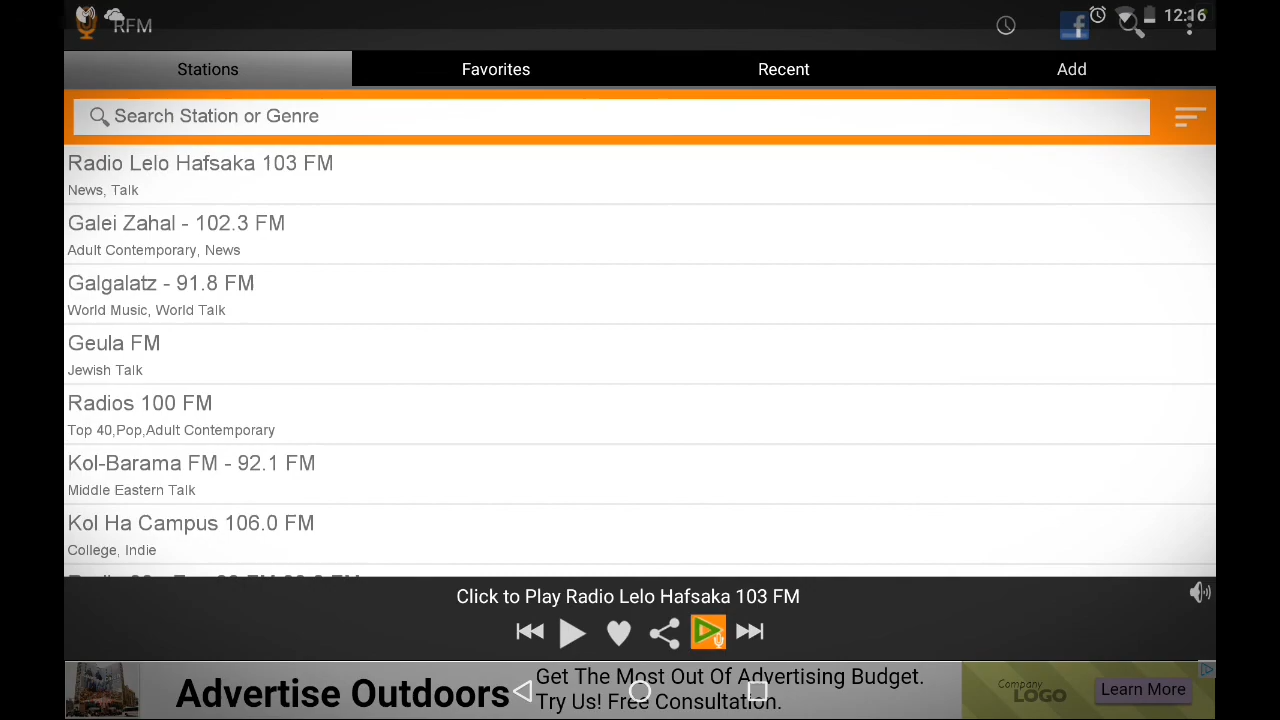 RFM
12:16
Stations Favorites Recent Add
Search Station or Genre
Radio Lelo Hafsaka 103 FM
News, Talk
Galei Zahal - 102.3 FM
Adult Contemporary, News
Galgalatz - 91.8 FM
World Music, World Talk
Geula FM
Jewish Talk
Radios 100 FM
Top 40,Pop,Adult Contemporary
Kol-Barama FM - 92.1 FM
Middle Eastern Talk
Kol Ha Campus 106.0 FM
College, Indie
Click to Play Radio Lelo Hafsaka 103 FM
Advertise Outdoors
Get The Most Out Of Advertising Budget.
Try Us! Free Consultation.
Company
LOGO
Learn More